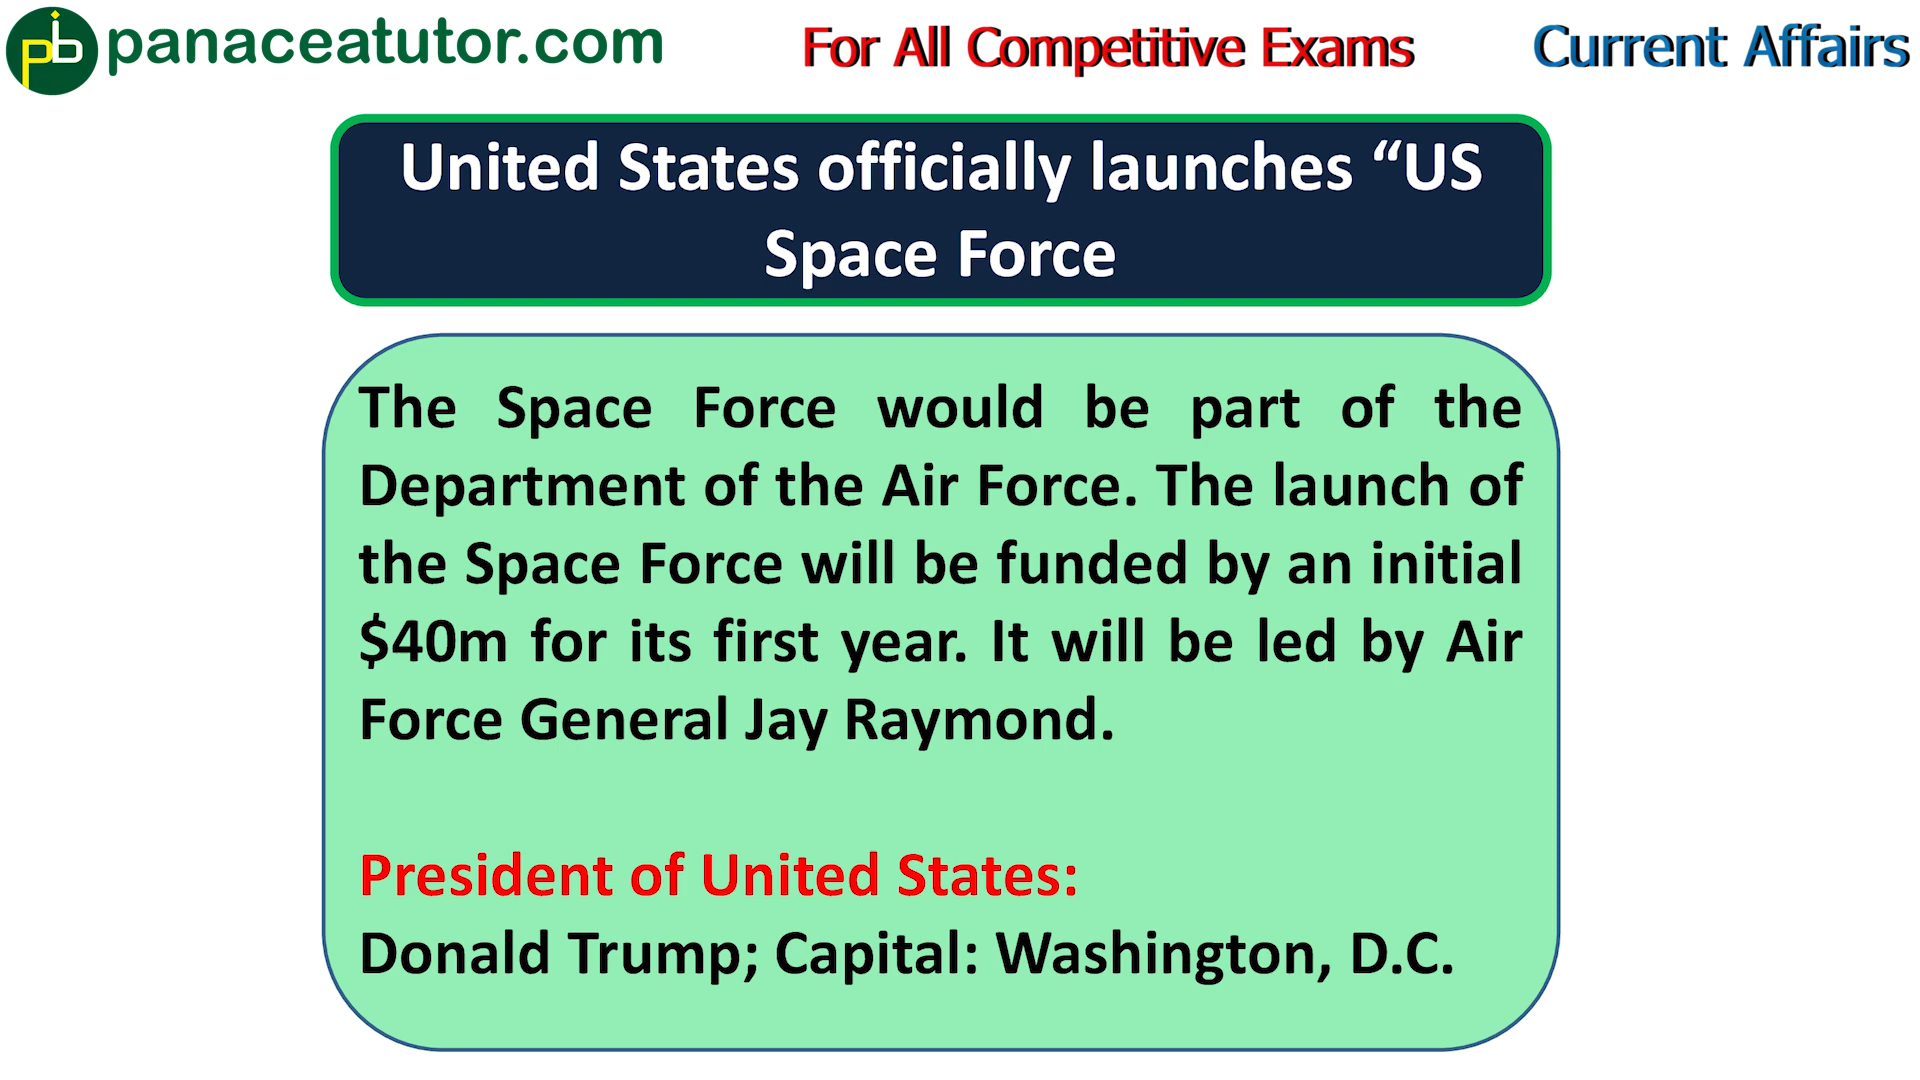 pb panaceatutor.com
For All Competitive Exams
Current Affairs
United States officially launches “US
Space Force
The Space Force would be part of the
Department of the Air Force. The launch of
the Space Force will be funded by an initial
$40m for its first year. It will be led by Air
Force General Jay Raymond.
President of United States:
Donald Trump; Capital: Washington, D.C.